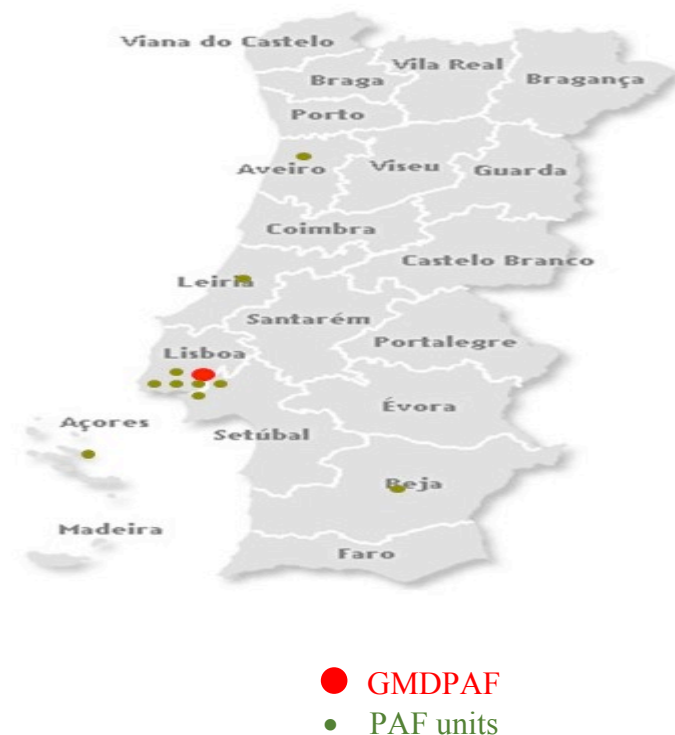 Viana do Castelo
Vila Real
Braga
Bragança
Porto
Aveiro
Viseu
Guarda
Coimbra
Castelo Branco
Leiria
Santarém
Portalegre
Lisboa
Évora
Açores
Setúbal
Beja
Madeira
Faro
GMDPAF
PAF units